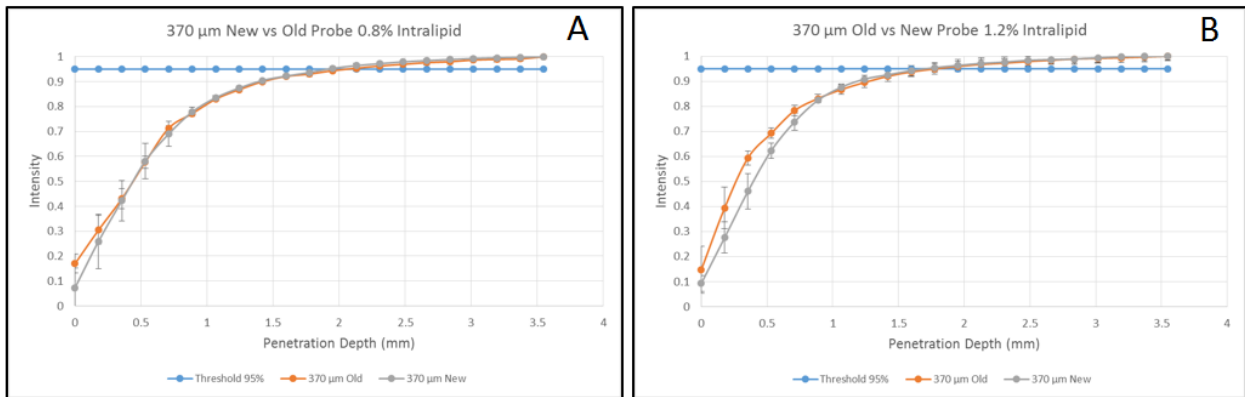 370 μm New vs Old Probe 0.8% Intralipid
A
1
0.9
0.8
0.7
0.6
0.5
0.4
0.3
0.2
0.1
0
Intensity
0 0.5 1 1.5 2 2.5 3 3.5 4
Penetration Depth (mm)
Threshold 95% 370 μm Old 370 μm New
370 μm Old vs New Probe 1.2% Intralipid
B
1
0.9
0.8
0.7
0.6
0.5
0.4
0.3
0.2
0.1
0
Intensity
0 0.5 1 1.5 2 2.5 3 3.5 4
Penetration Depth (mm)
Threshold 95% 370 μm Old 370 μm New